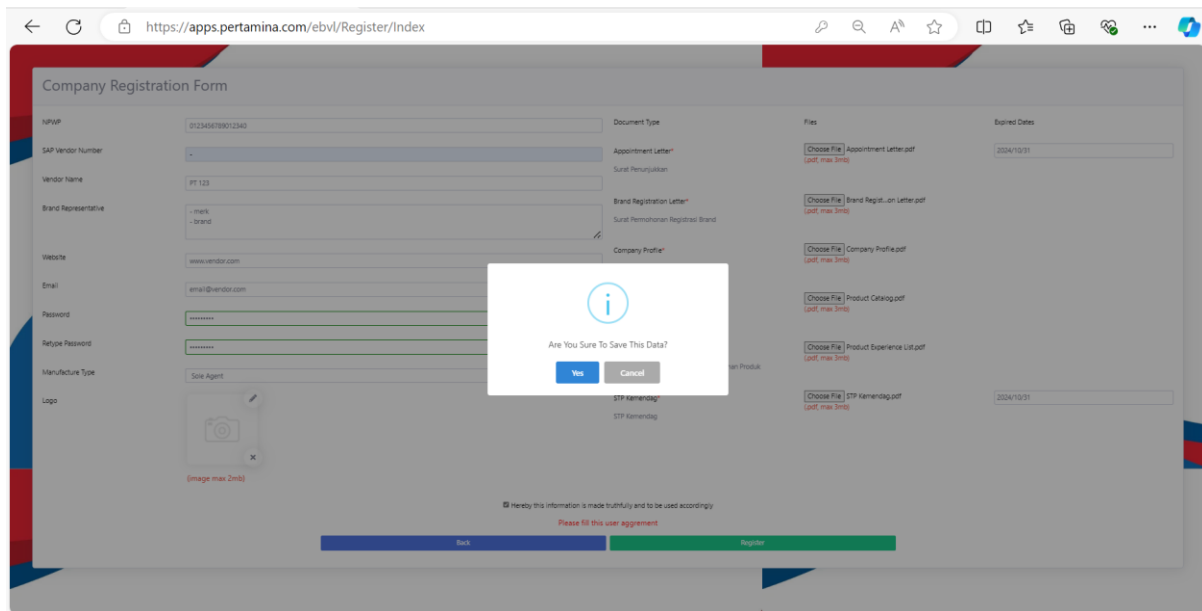 https://apps.pertamina.com/ebvl/Register/Index
Company Registration Form
NPWP
0123456789012340
SAP Vendor Number
-
Vendor Name
PT 123
Brand Representative
- merk
- brand
Website
www.vendor.com
Email
email@vendor.com
Password
Retype Password
Manufacture Type
Sole Agent
Logo
(image max 2mb)
Document Type
Files
Expired Dates
Appointment Letter*
Surat Penunjukkan
Choose File Appointment Letter.pdf
(.pdf, max 3mb)
2024/10/31
Brand Registration Letter*
Surat Permohonan Registrasi Brand
Choose File Brand Regist...on Letter.pdf
(.pdf, max 3mb)
Company Profile*
Choose File Company Profile.pdf
(.pdf, max 3mb)
Choose File Product Catalog.pdf
(.pdf, max 3mb)
Produk
Choose File Product Experience List.pdf
(.pdf, max 3mb)
STP Kemendag*
STP Kemendag
Choose File STP Kemendag.pdf
(.pdf, max 3mb)
2024/10/31
Are You Sure To Save This Data?
Yes
Cancel
Hereby this information is made truthfully and to be used accordingly
Please fill this user aggrement
Back
Register